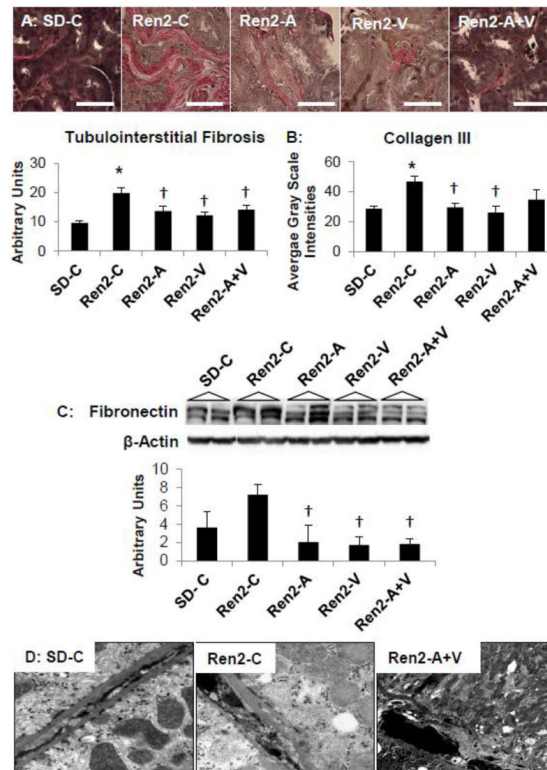 A: SD-C Ren2-C Ren2-A Ren2-V Ren2-A+V
Tubulointerstitial Fibrosis
Arbitrary Units
30
20
10
0
*
†
†
†
SD-C
Ren2-C
Ren2-A
Ren2-V
Ren2-A+V
B: Collagen III
Avergae Gray Scale
Intensities
60
40
20
0
*
†
†
SD-C
Ren2-C
Ren2-A
Ren2-V
Ren2-A+V
SD-C
Ren2-C
Ren2-A
Ren2-V
Ren2-A+V
C: Fibronectin
β-Actin
Arbitrary Units
10
8
6
4
2
0
†
†
†
SD- C
Ren2-C
Ren2-A
Ren2-V
Ren2-A+V
D: SD-C Ren2-C Ren2-A+V